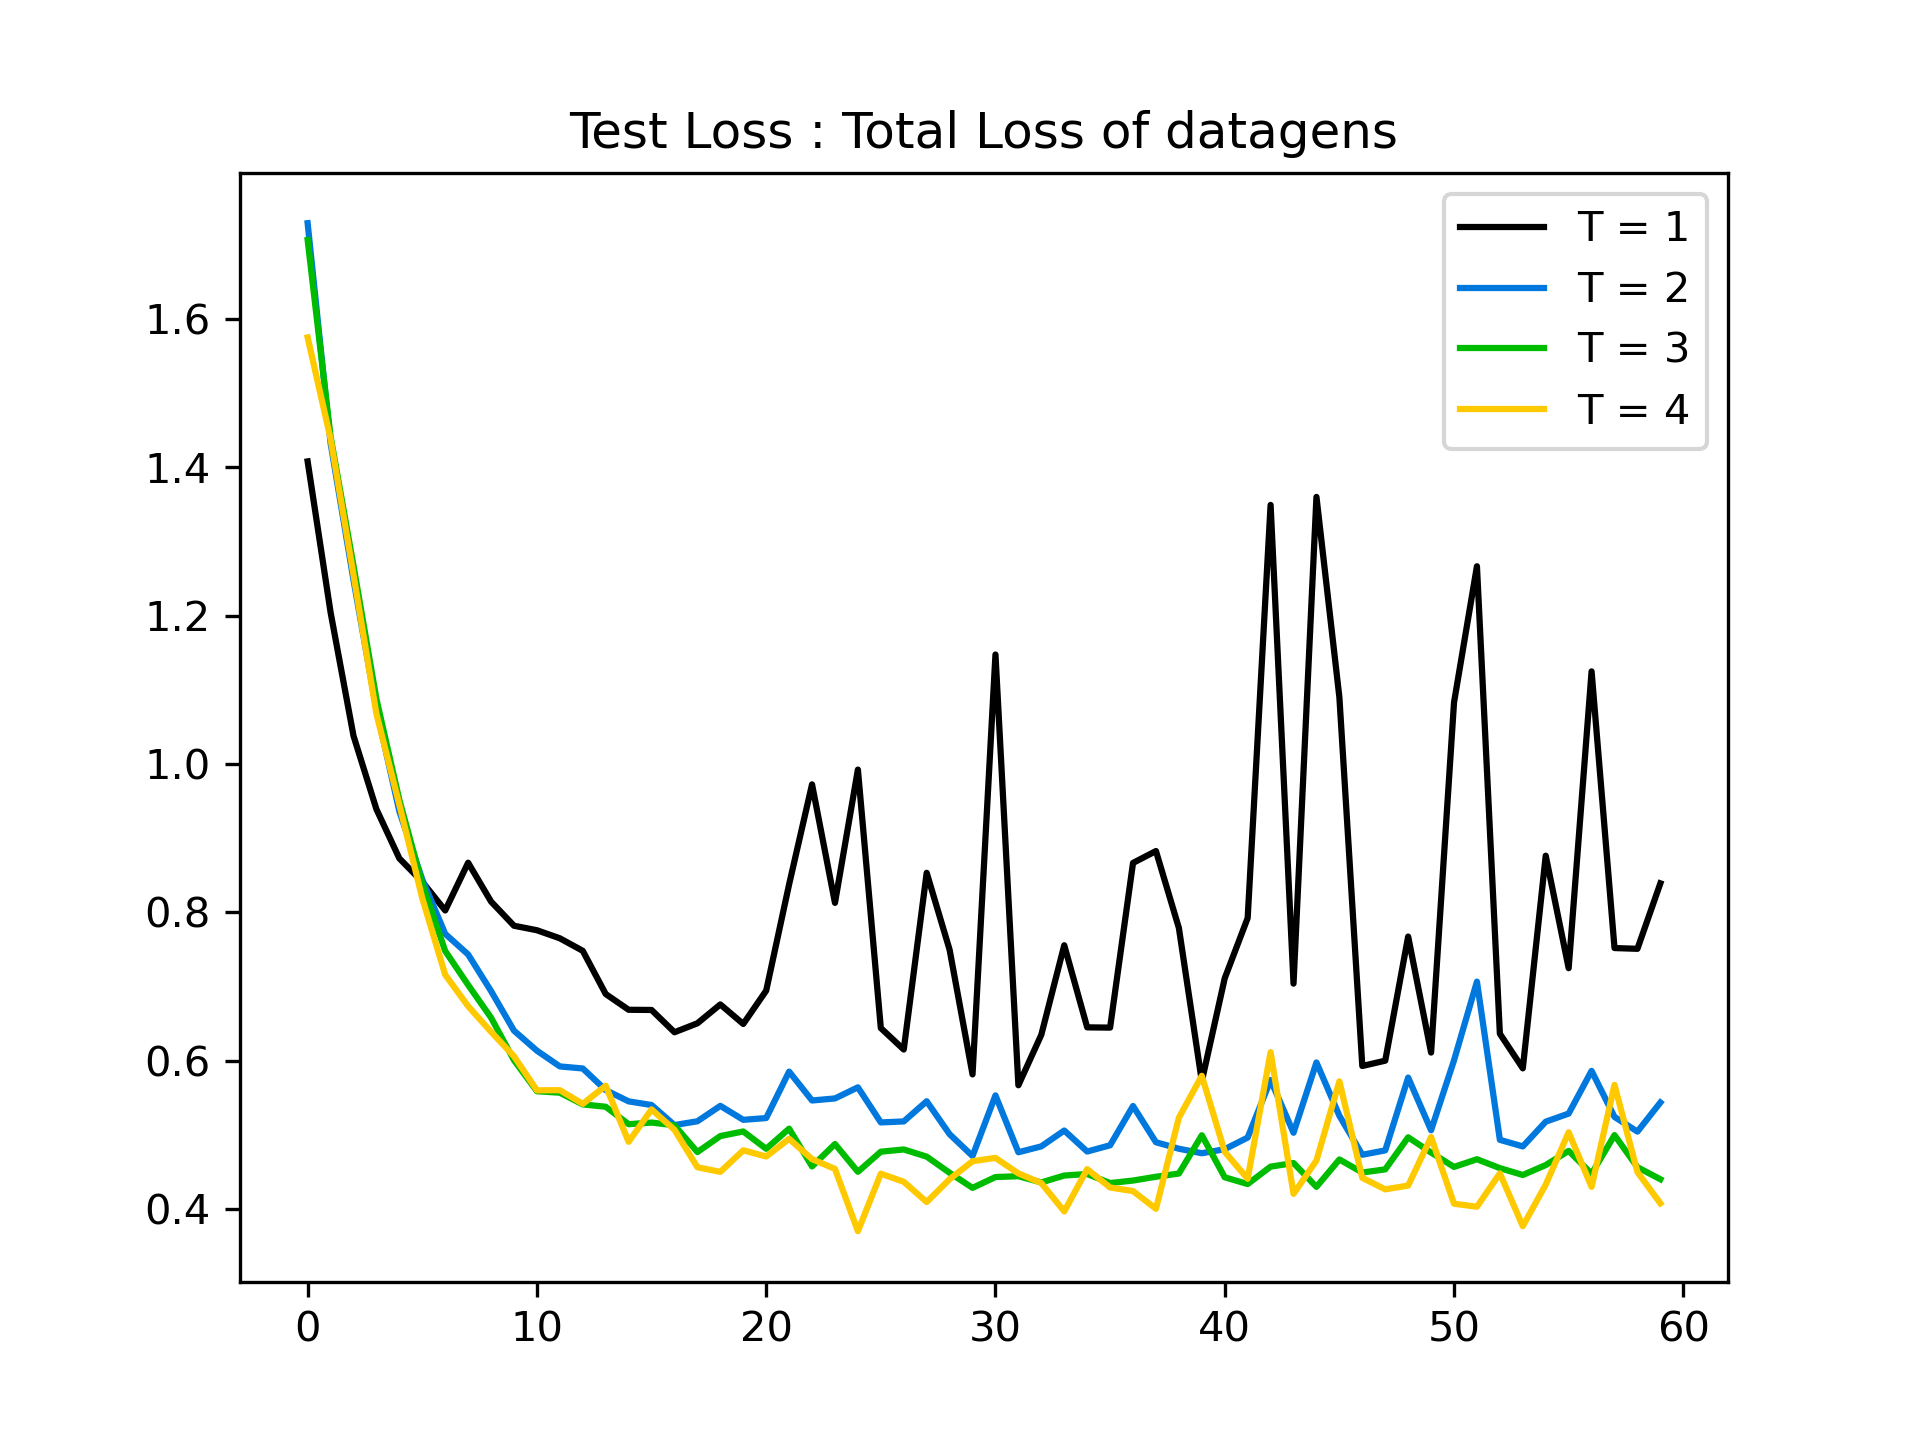 Test Loss : Total Loss of datagens
T = 1
T = 2
T = 3
T = 4
1.6
1.4
1.2
1.0
0.8
0.6
0.4
0 10 20 30 40 50 60